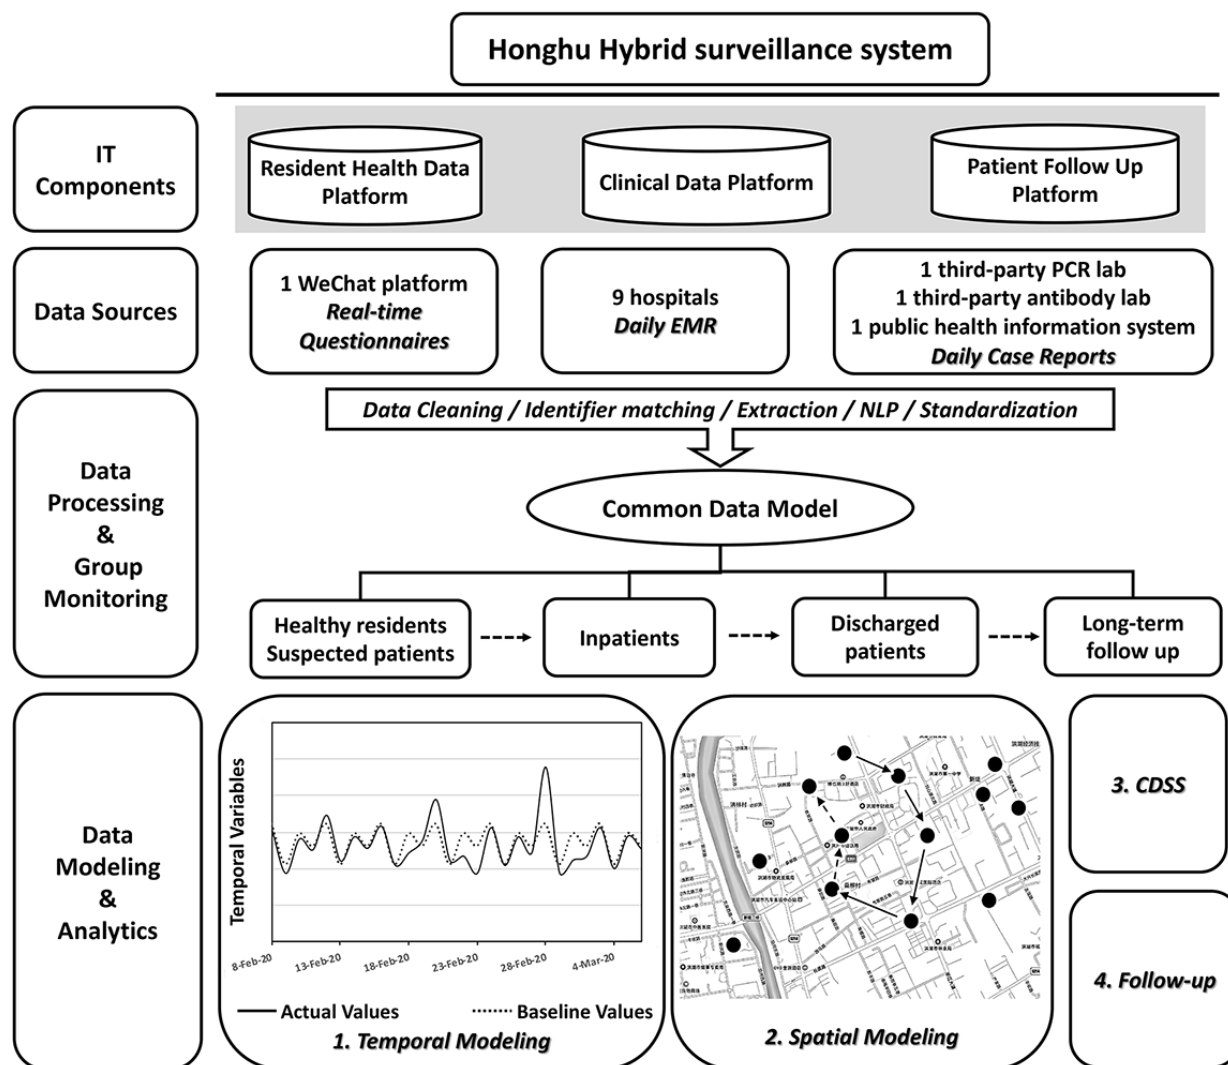 Honghu Hybrid surveillance system
IT
Components
Resident Health Data
Platform
Clinical Data Platform
Patient Follow Up
Platform
Data Sources
1 WeChat platform
Real-time
Questionnaires
9 hospitals
Daily EMR
1 third-party PCR lab
1 third-party antibody lab
1 public health information system
Daily Case Reports
Data
Processing
&
Group
Monitoring
Data Cleaning / Identifier matching / Extraction / NLP / Standardization
Common Data Model
Healthy residents
Suspected patients
Inpatients
Discharged
patients
Long-term
follow up
Data
Modeling
&
Analytics
Temporal Variables
8-Feb-20
13-Feb-20
18-Feb-20
23-Feb-20
28-Feb-20
4-Mar-20
Actual Values
Baseline Values
1. Temporal Modeling
2. Spatial Modeling
3. CDSS
4. Follow-up